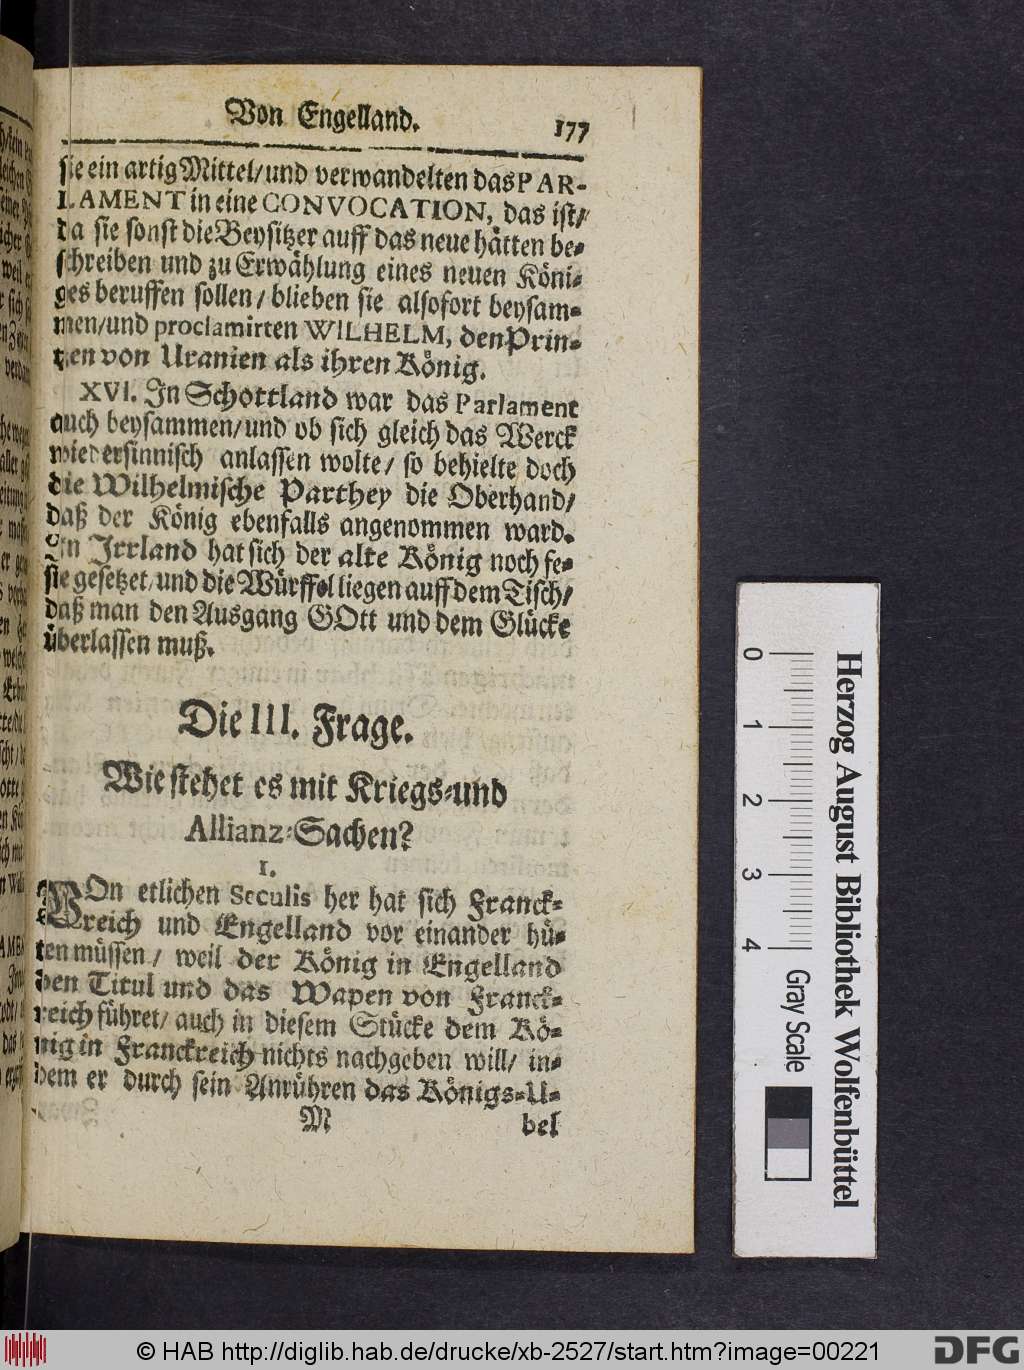 Von Engelland. 177
sie ein artig Mittel/ und verwandelten das PAR-
LAMENT in eine CONVOCATION, das ist/
da sie sonst die Beysitzer auff das neue hätten be-
schreiben und zu Erwählung eines neuen Köni-
ges beruffen sollen/ blieben sie alsofort beysam-
men/ und proclamirten WILHELM, den Prin-
tzen von Uranien als ihren König.
XVI. In Schottland war das Parlament
auch beysammen/ und ob sich gleich das Werck
wiedersinnisch anlassen wolte/ so behielte doch
die Wilhelmische Parthey die Oberhand/
daß der König ebenfalls angenommen ward.
In Irrland hat sich der alte König noch fe-
sie gesetzet/ und die Würffel liegen auff dem Tisch/
daß man den Ausgang GOtt und dem Glücke
überlassen muß.
Die III. Frage.
Wie stehet es mit Kriegs-und
Allianz-Sachen?
I.
VOn etlichen Seculis her hat sich Franck-
reich und Engelland vor einander hü-
ten müssen/ weil der König in Engelland
den Titul und das Wapen von Franck-
reich führet/ auch in diesem Stücke dem Kö-
nig in Franckreich nichts nachgeben will/ in-
dem er durch sein Anrühren das Königs-U-
M bel
0 1 2 3 4 Gray Scale
Herzog August Bibliothek Wolfenbüttel
© HAB http://diglib.hab.de/drucke/xb-2527/start.htm?image=00221
DFG